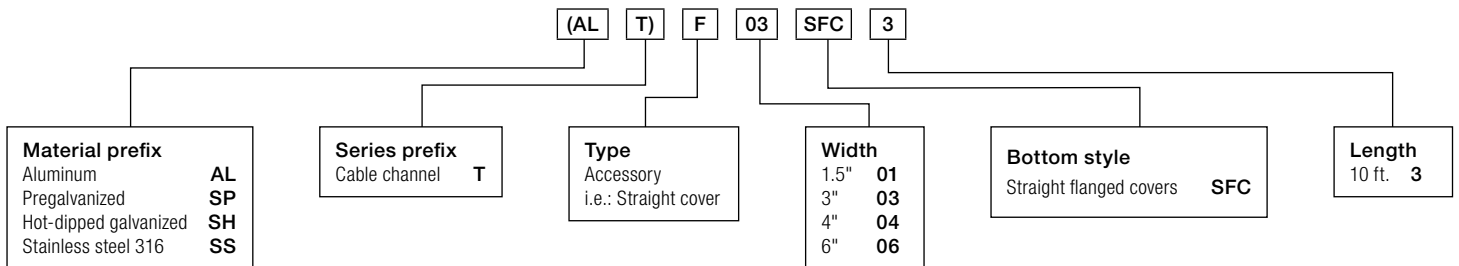 (AL T) F 03 SFC 3
Material prefix
Aluminum AL
Pregalvanized SP
Hot-dipped galvanized SH
Stainless steel 316 SS
Series prefix
Cable channel T
Type
Accessory
i.e.: Straight cover
Width
1.5" 01
3" 03
4" 04
6" 06
Bottom style
Straight flanged covers SFC
Length
10 ft. 3